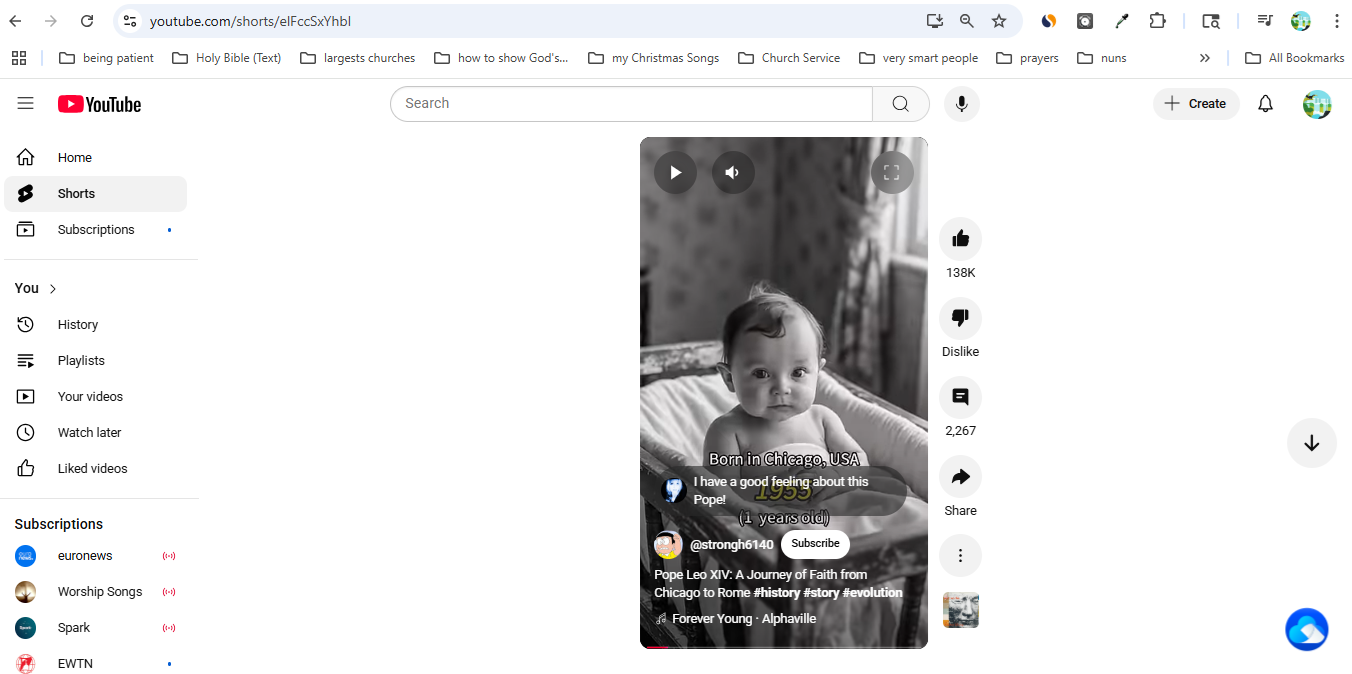 youtube.com/shorts/elFccSxYhbI
being patient
Holy Bible (Text)
largests churches
how to show God's...
my Christmas Songs
Church Service
very smart people
prayers
nuns
All Bookmarks
YouTube
Search
Create
Home
Shorts
Subscriptions
You
History
Playlists
Your videos
Watch later
Liked videos
Subscriptions
euronews
Worship Songs
Spark
EWTN
Born in Chicago, USA
I have a good feeling about this
Pope!
1955
(1 years old)
@strongh6140
Subscribe
Pope Leo XIV: A Journey of Faith from
Chicago to Rome #history #story #evolution
Forever Young · Alphaville
138K
Dislike
2,267
Share